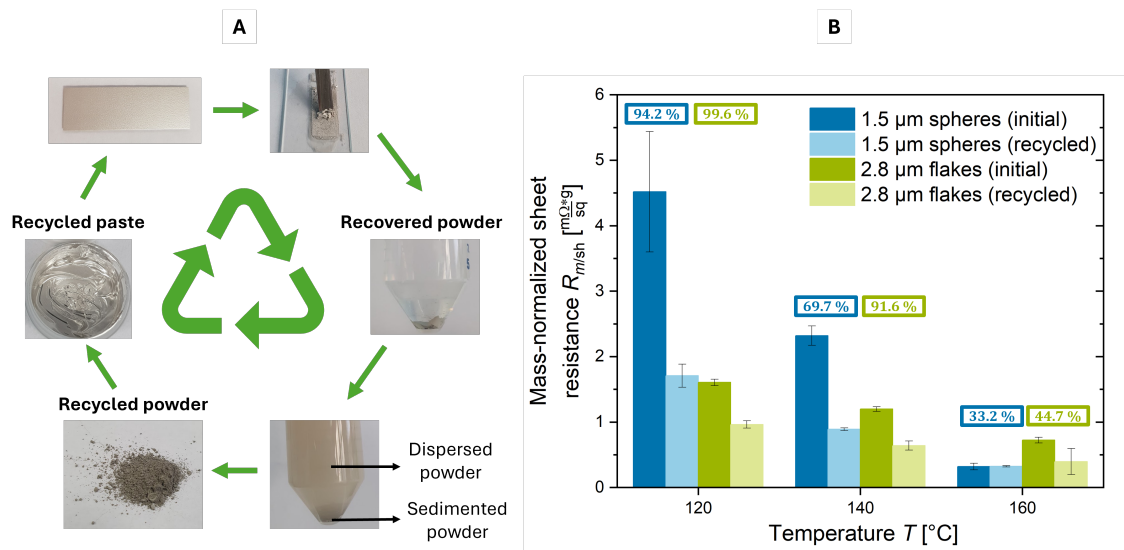 A
Recycled paste
Recovered powder
Recycled powder
Dispersed
powder
Sedimented
powder
B
Mass-normalized sheet
resistance R_m/sh [mΩ*g/sq]
6
5
4
3
2
1
0
94.2 %
99.6 %
1.5 µm spheres (initial)
1.5 µm spheres (recycled)
2.8 µm flakes (initial)
2.8 µm flakes (recycled)
69.7 %
91.6 %
33.2 %
44.7 %
120
140
160
Temperature T [°C]